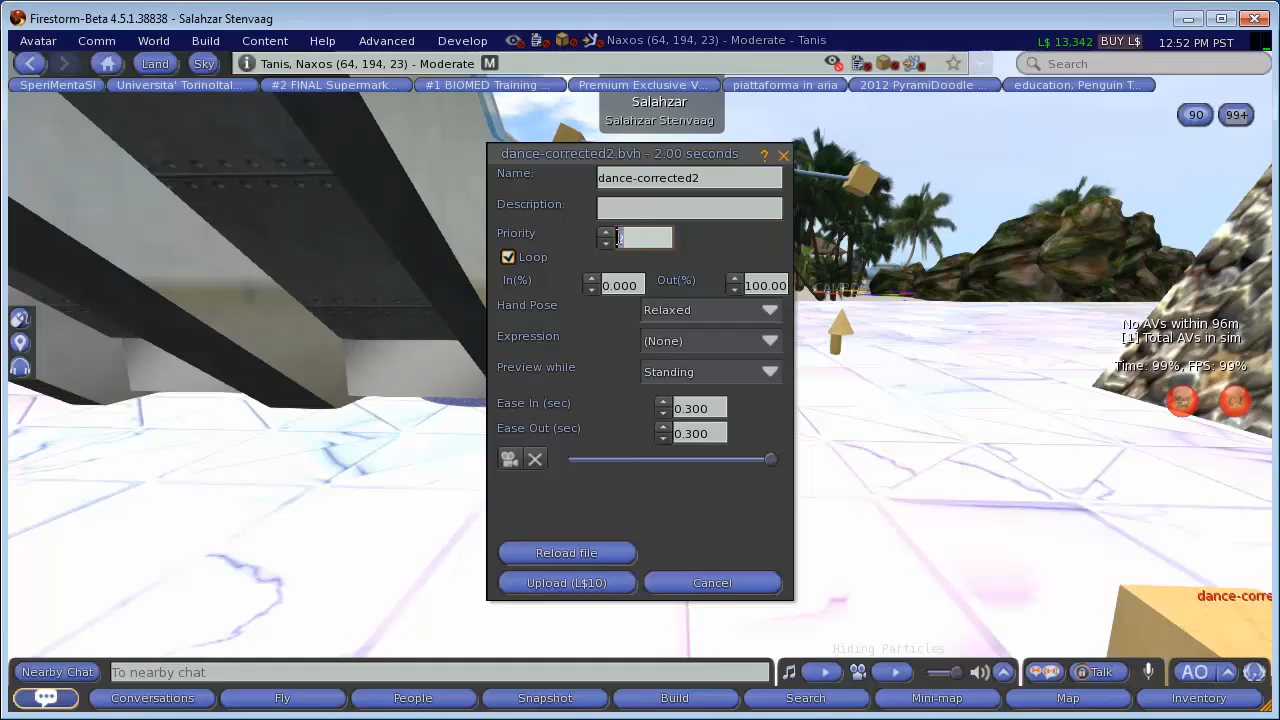 Firestorm-Beta 4.5.1.38838 - Salahzar Stenvaag
Avatar Comm World Build Content Help Advanced Develop Naxos (64, 194, 23) - Moderate - Tanis L$ 13,342 BUY L$ 12:52 PM PST
Land Sky Tanis, Naxos (64, 194, 23) - Moderate M Search
SperiMentaSI Universita' Torinoltal... #2 FINAL Supermark... #1 BIOMED Training ... Premium Exclusive V... piattaforma in aria 2012 PyramiDoodle ... education, Penguin T...
Salahzar
Salahzar Stenvaag
90 99+
dance-corrected2.bvh - 2.00 seconds ?
Name: dance-corrected2
Description:
Priority
Loop
In(%) 0.000 Out(%) 100.00
Hand Pose Relaxed
Expression (None)
Preview while Standing
Ease In (sec) 0.300
Ease Out (sec) 0.300
Reload file
Upload (L$10) Cancel
No AVs within 96m
[1] Total AVs in sim
Time: 99%, FPS: 99%
dance-corre
Hiding Particles
Nearby Chat To nearby chat Talk AO
Conversations Fly People Snapshot Build Search Mini-map Map Inventory